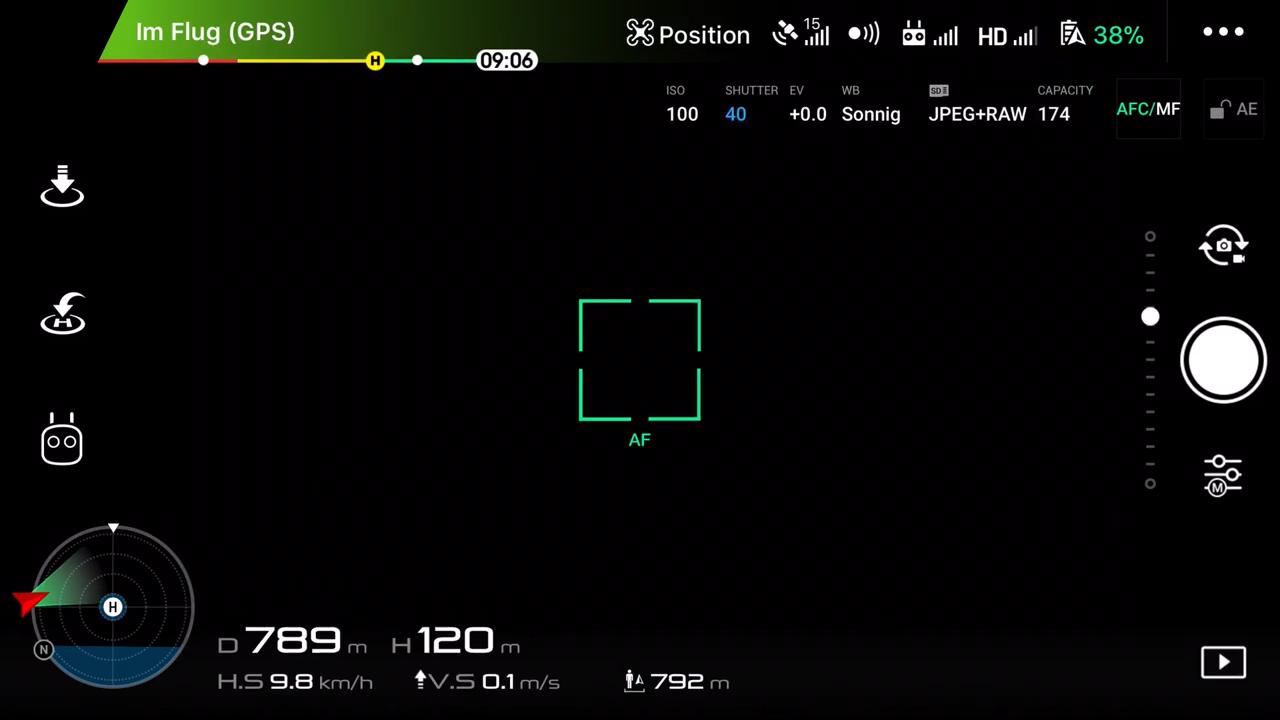 Im Flug (GPS)
Position
15
HD
38%
H
09:06
ISO
SHUTTER
EV
WB
SD
CAPACITY
100
40
+0.0
Sonnig
JPEG+RAW
174
AFC/MF
AE
H
AF
M
H
N
D 789 m H 120 m
H.S 9.8 km/h V.S 0.1 m/s 792 m